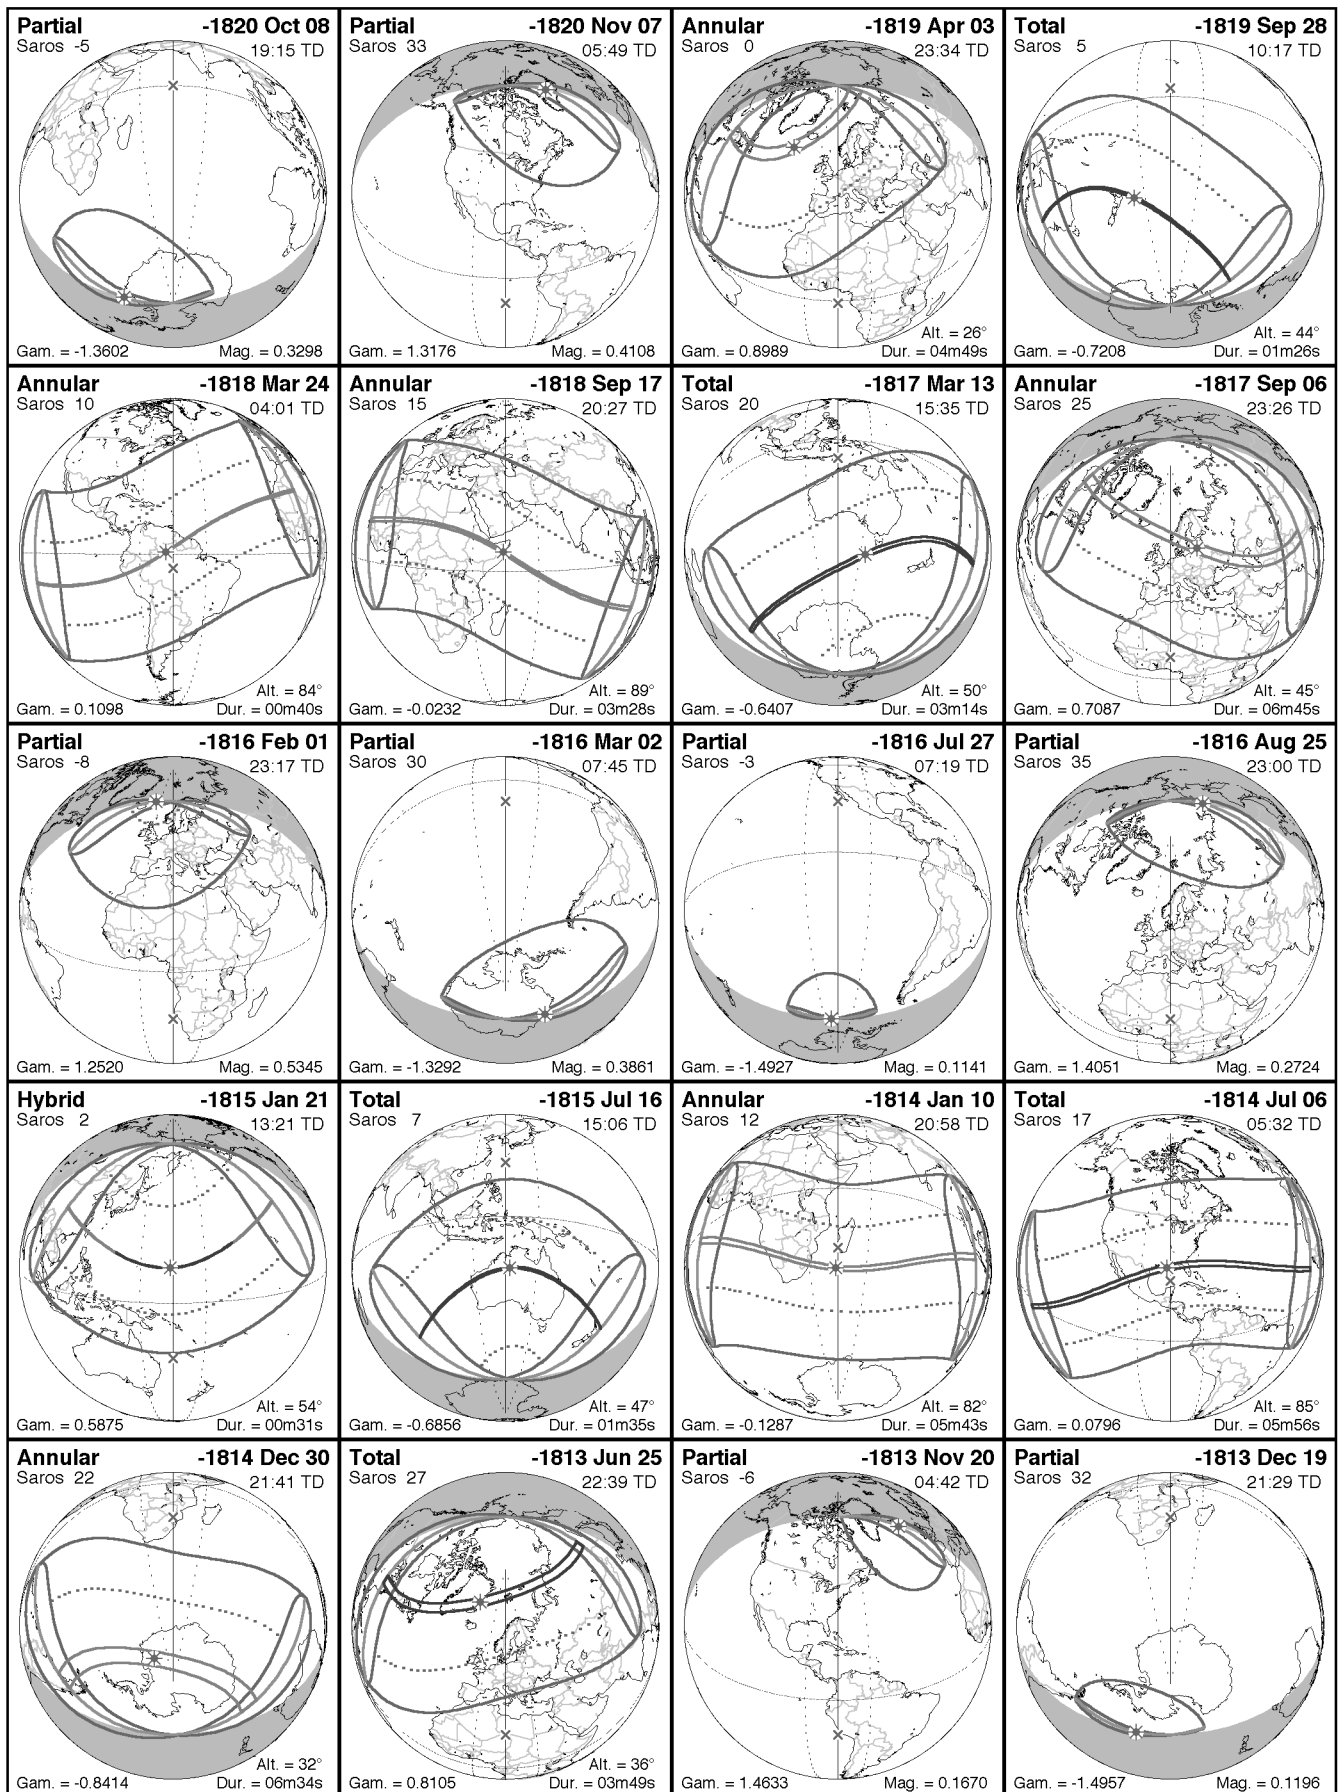 Partial -1820 Oct 08
Saros -5 19:15 TD
Gam. = -1.3602 Mag. = 0.3298
Partial -1820 Nov 07
Saros 33 05:49 TD
Gam. = 1.3176 Mag. = 0.4108
Annular -1819 Apr 03
Saros 0 23:34 TD
Alt. = 26°
Gam. = 0.8989 Dur. = 04m49s
Total -1819 Sep 28
Saros 5 10:17 TD
Alt. = 44°
Gam. = -0.7208 Dur. = 01m26s
Annular -1818 Mar 24
Saros 10 04:01 TD
Alt. = 84°
Gam. = 0.1098 Dur. = 00m40s
Annular -1818 Sep 17
Saros 15 20:27 TD
Alt. = 89°
Gam. = -0.0232 Dur. = 03m28s
Total -1817 Mar 13
Saros 20 15:35 TD
Alt. = 50°
Gam. = -0.6407 Dur. = 03m14s
Annular -1817 Sep 06
Saros 25 23:26 TD
Alt. = 45°
Gam. = 0.7087 Dur. = 06m45s
Partial -1816 Feb 01
Saros -8 23:17 TD
Gam. = 1.2520 Mag. = 0.5345
Partial -1816 Mar 02
Saros 30 07:45 TD
Gam. = -1.3292 Mag. = 0.3861
Partial -1816 Jul 27
Saros -3 07:19 TD
Gam. = -1.4927 Mag. = 0.1141
Partial -1816 Aug 25
Saros 35 23:00 TD
Gam. = 1.4051 Mag. = 0.2724
Hybrid -1815 Jan 21
Saros 2 13:21 TD
Alt. = 54°
Gam. = 0.5875 Dur. = 00m31s
Total -1815 Jul 16
Saros 7 15:06 TD
Alt. = 47°
Gam. = -0.6856 Dur. = 01m35s
Annular -1814 Jan 10
Saros 12 20:58 TD
Alt. = 82°
Gam. = -0.1287 Dur. = 05m43s
Total -1814 Jul 06
Saros 17 05:32 TD
Alt. = 85°
Gam. = 0.0796 Dur. = 05m56s
Annular -1814 Dec 30
Saros 22 21:41 TD
Alt. = 32°
Gam. = -0.8414 Dur. = 06m34s
Total -1813 Jun 25
Saros 27 22:39 TD
Alt. = 36°
Gam. = 0.8105 Dur. = 03m49s
Partial -1813 Nov 20
Saros -6 04:42 TD
Gam. = 1.4633 Mag. = 0.1670
Partial -1813 Dec 19
Saros 32 21:29 TD
Gam. = -1.4957 Mag. = 0.1196